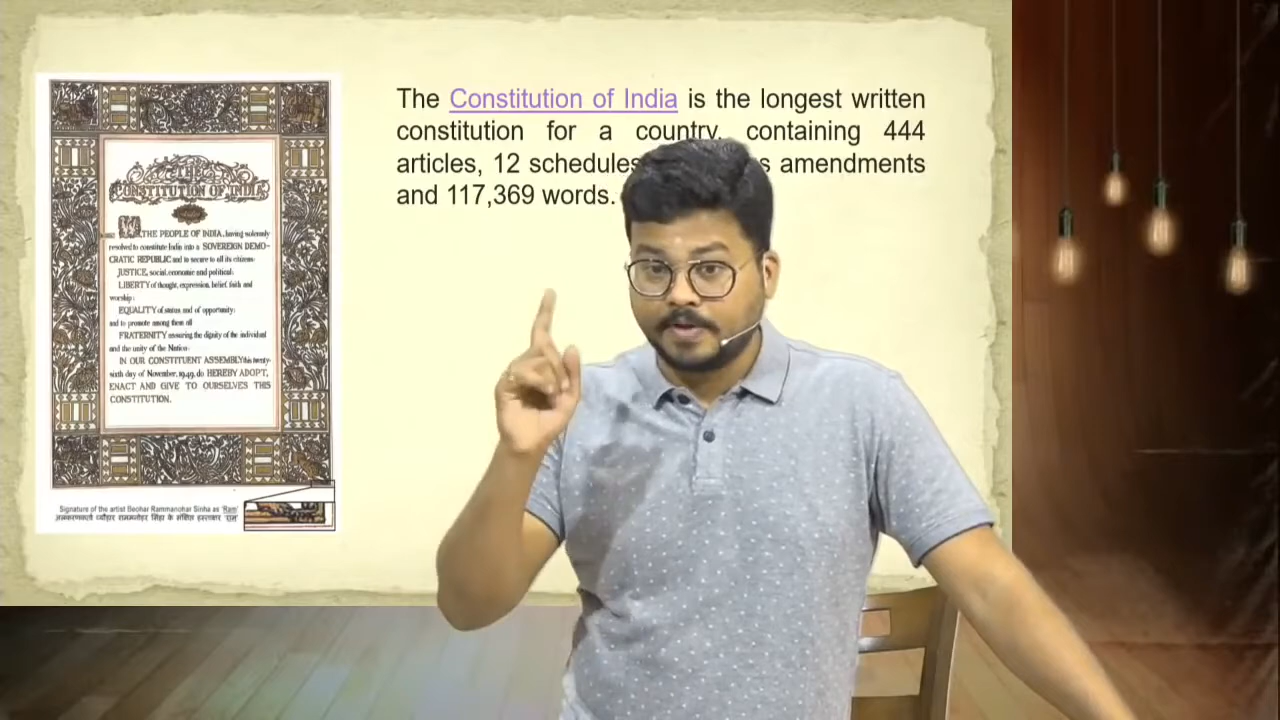 THE
CONSTITUTION OF INDIA
WE, THE PEOPLE OF INDIA, having solemnly
resolved to constitute India into a SOVEREIGN DEMO-
CRATIC REPUBLIC and to secure to all its citizens:
JUSTICE, social, economic and political;
LIBERTY of thought, expression, belief, faith and
worship;
EQUALITY of status and of opportunity;
and to promote among them all
FRATERNITY assuring the dignity of the individual
and the unity of the Nation;
IN OUR CONSTITUENT ASSEMBLY this twenty-
sixth day of November, 1949, do HEREBY ADOPT,
ENACT AND GIVE TO OURSELVES THIS
CONSTITUTION.
Signature of the artist Beohar Rammanohar Sinha as 'Ram'
अलंकरणकर्ता ब्यौहार राममनोहर सिंहा के संक्षिप्त हस्ताक्षर 'राम'
The Constitution of India is the longest written
constitution for a country, containing 444
articles, 12 schedules amendments
and 117,369 words.